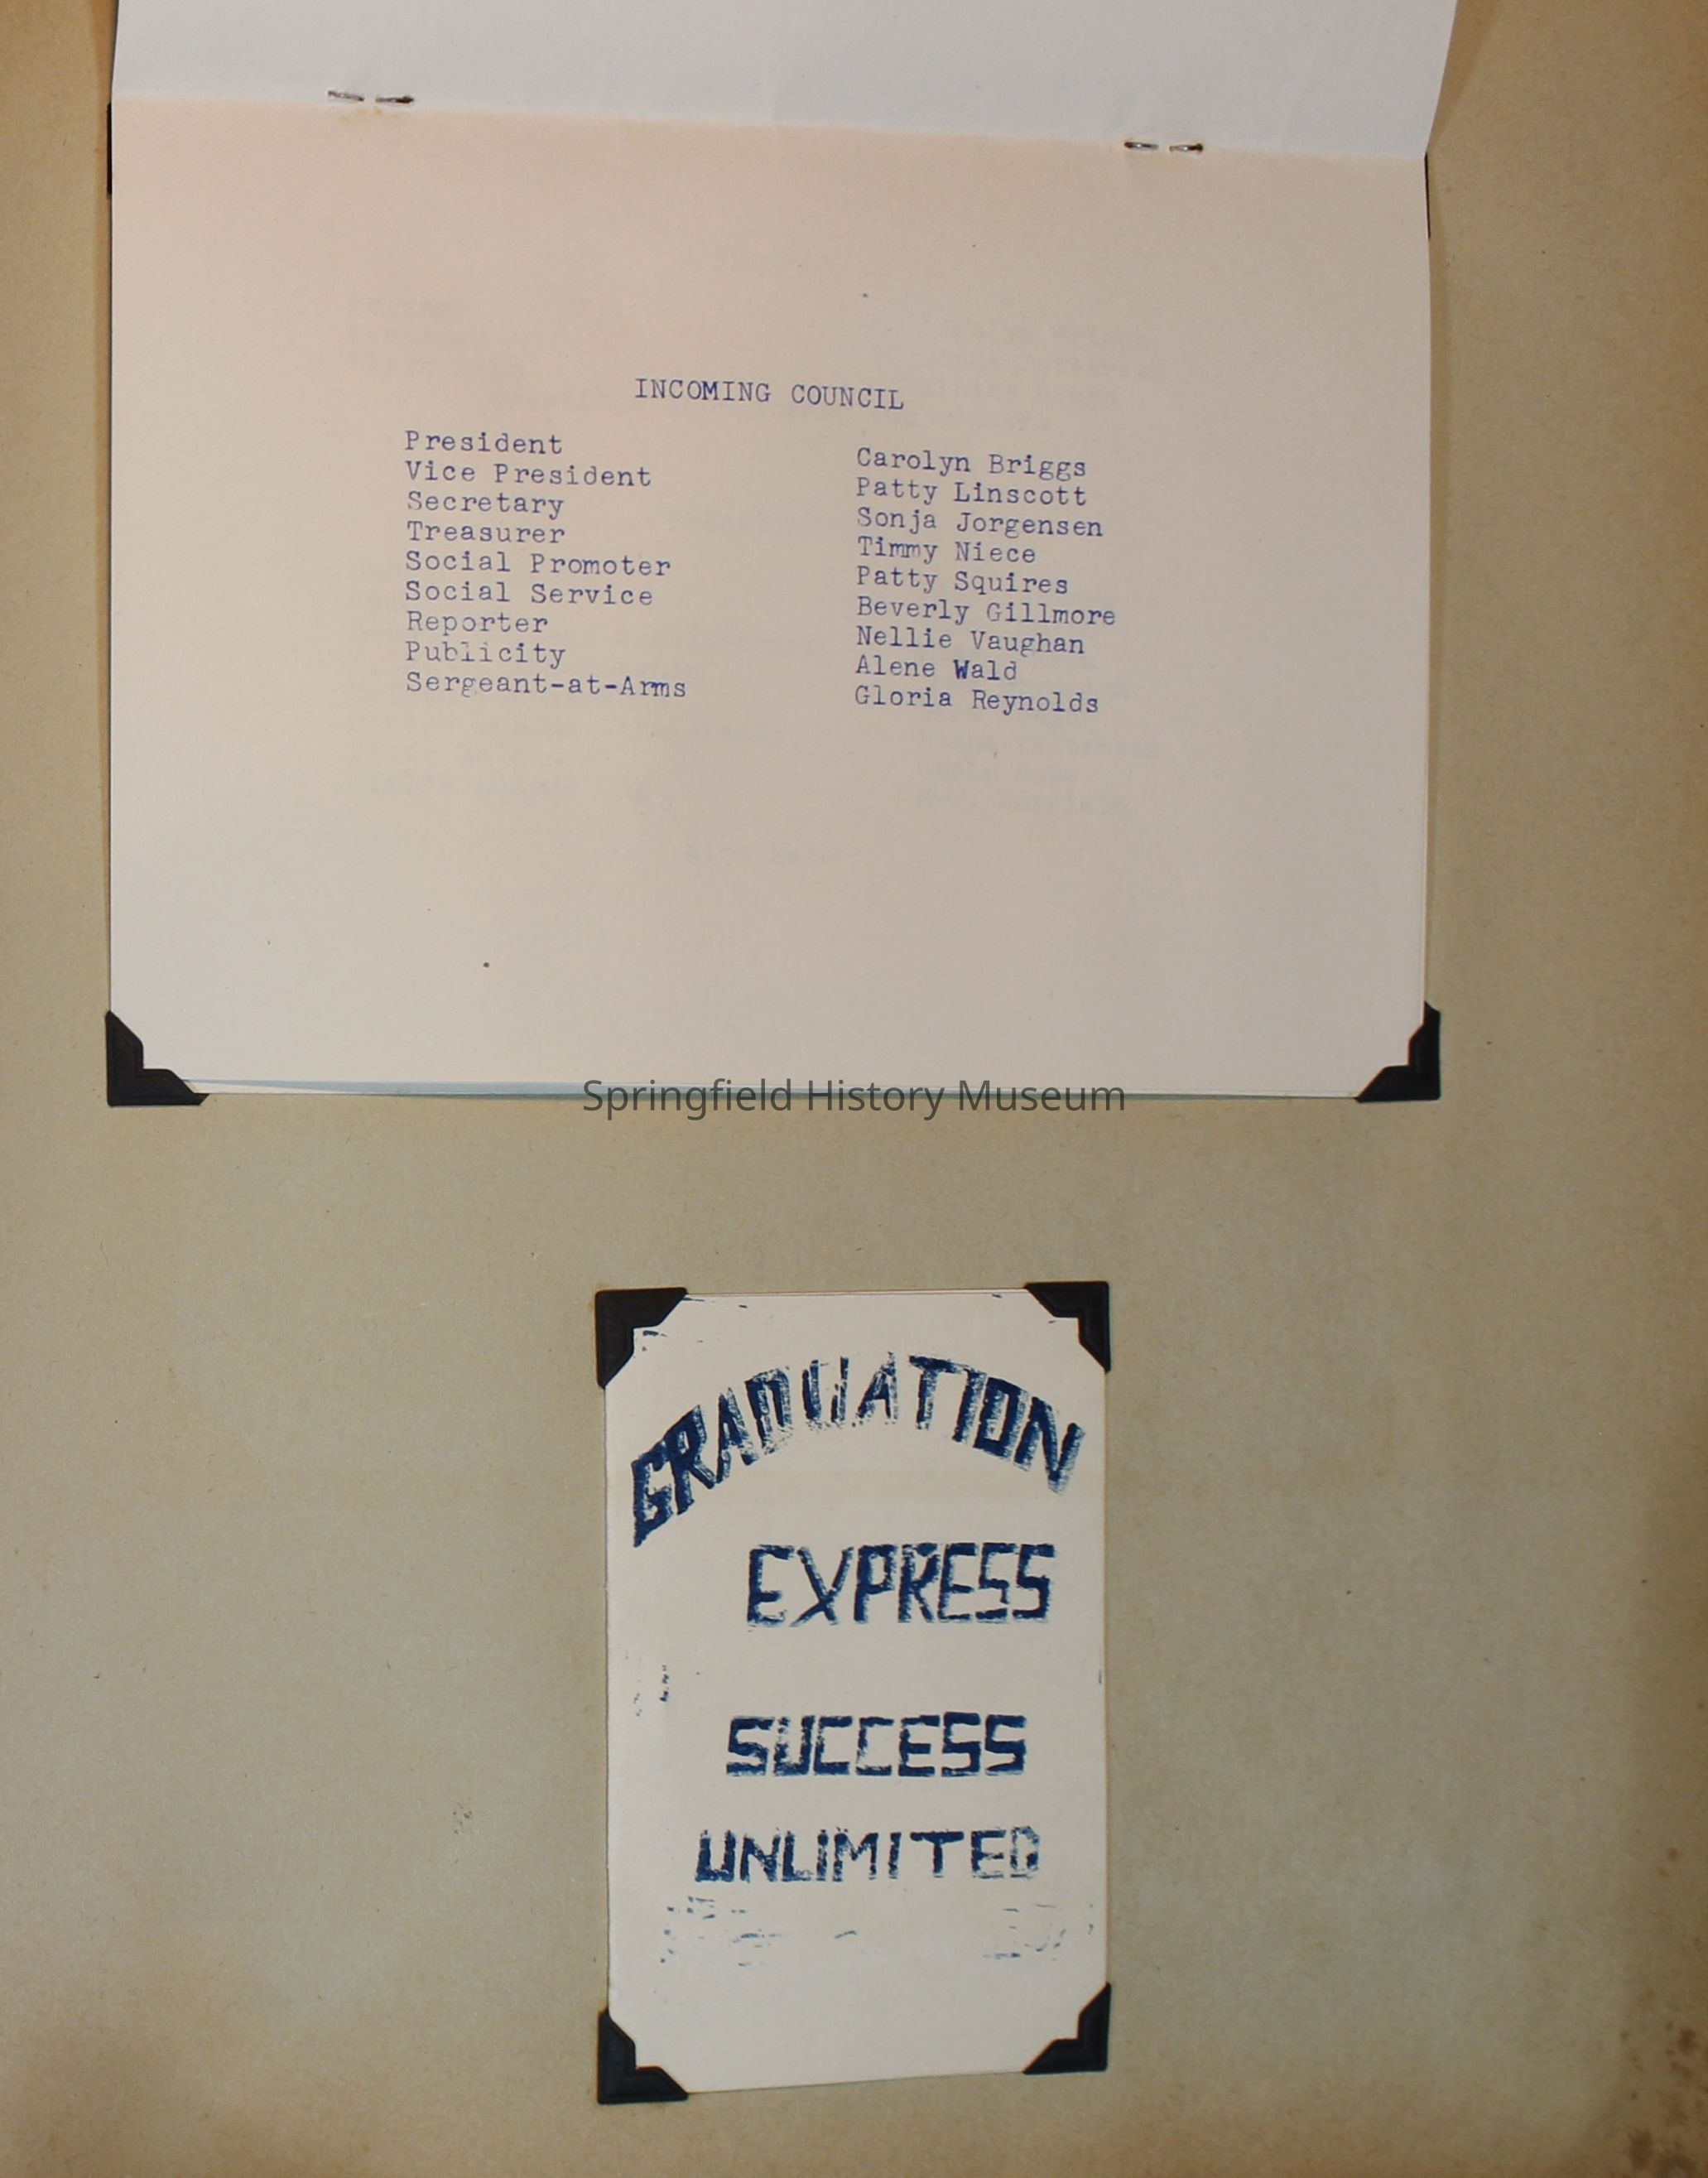 INCOMING COUNCIL
President Carolyn Briggs
Vice President Patty Linscott
Secretary Sonja Jorgensen
Treasurer Timmy Niece
Social Promoter Patty Squires
Social Service Beverly Gillmore
Reporter Nellie Vaughan
Publicity Alene Wald
Sergeant-at-Arms Gloria Reynolds
Springfield History Museum
GRADUATION
EXPRESS
SUCCESS
UNLIMITED